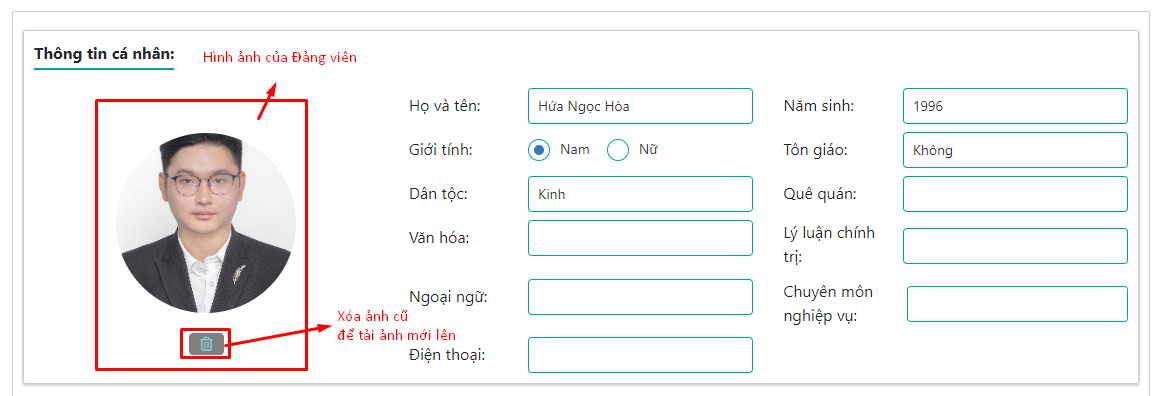 Thông tin cá nhân:
Hình ảnh của Đảng viên
Họ và tên:
Hứa Ngọc Hòa
Năm sinh:
1996
Giới tính:
Nam
Nữ
Tôn giáo:
Không
Dân tộc:
Kinh
Quê quán:
Văn hóa:
Lý luận chính
trị:
Ngoại ngữ:
Chuyên môn
nghiệp vụ:
Xóa ảnh cũ
để tải ảnh mới lên
Điện thoại: